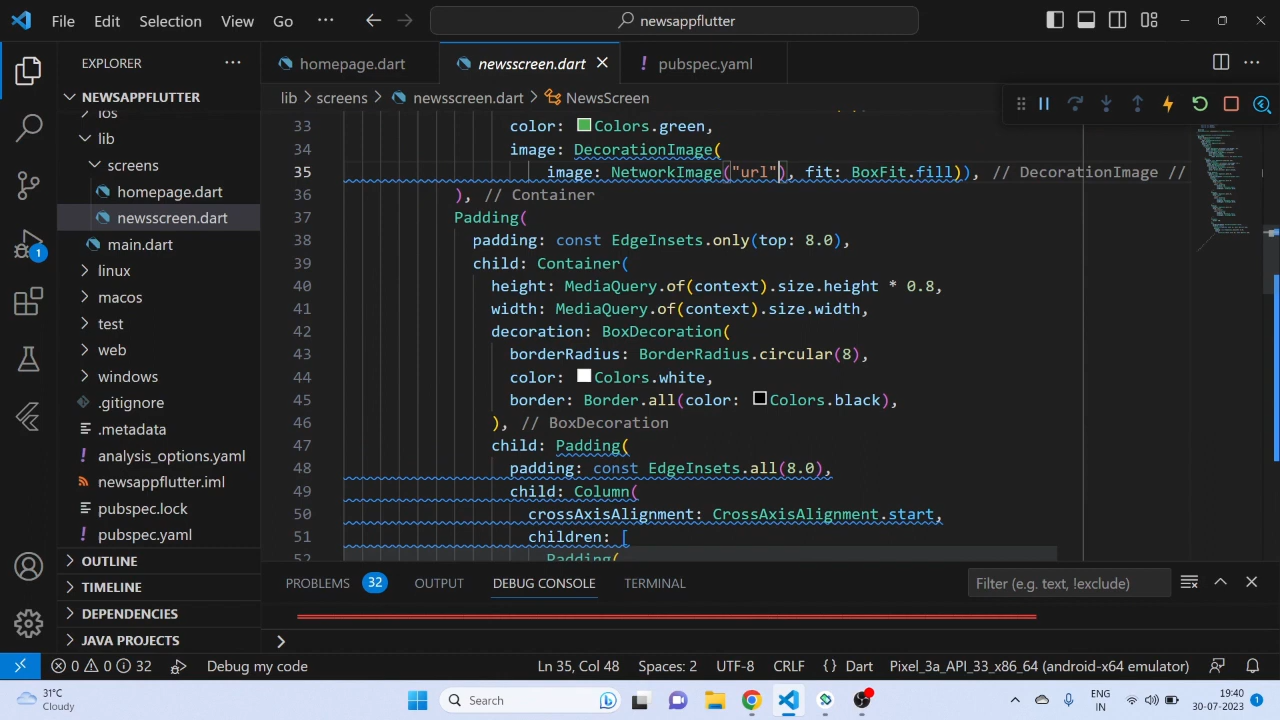 File Edit Selection View Go ··· newsappflutter
EXPLORER ···
homepage.dart newsscreen.dart pubspec.yaml ···
NEWSAPPFLUTTER
lib > screens > newsscreen.dart > NewsScreen
ios
lib
screens
homepage.dart
newsscreen.dart
main.dart
linux
macos
test
web
windows
.gitignore
.metadata
analysis_options.yaml
newsappflutter.iml
pubspec.lock
pubspec.yaml
OUTLINE
TIMELINE
DEPENDENCIES
JAVA PROJECTS
1
33 color: Colors.green,
34 image: DecorationImage(
35 image: NetworkImage("url"), fit: BoxFit.fill)), // DecorationImage //
36 ), // Container
37 Padding(
38 padding: const EdgeInsets.only(top: 8.0),
39 child: Container(
40 height: MediaQuery.of(context).size.height * 0.8,
41 width: MediaQuery.of(context).size.width,
42 decoration: BoxDecoration(
43 borderRadius: BorderRadius.circular(8),
44 color: Colors.white,
45 border: Border.all(color: Colors.black),
46 ), // BoxDecoration
47 child: Padding(
48 padding: const EdgeInsets.all(8.0),
49 child: Column(
50 crossAxisAlignment: CrossAxisAlignment.start,
51 children: [
52 Padding(
PROBLEMS 32 OUTPUT DEBUG CONSOLE TERMINAL Filter (e.g. text, !exclude)
0 0 32 Debug my code Ln 35, Col 48 Spaces: 2 UTF-8 CRLF {} Dart Pixel_3a_API_33_x86_64 (android-x64 emulator)
31°C
Cloudy
Search
ENG
IN
19:40
30-07-2023
1